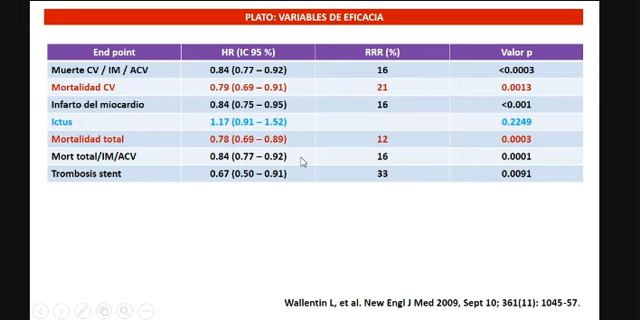 PLATO: VARIABLES DE EFICACIA
End point HR (IC 95 %) RRR (%) Valor p
Muerte CV / IM / ACV 0.84 (0.77 – 0.92) 16 <0.0003
Mortalidad CV 0.79 (0.69 – 0.91) 21 0.0013
Infarto del miocardio 0.84 (0.75 – 0.95) 16 <0.001
Ictus 1.17 (0.91 – 1.52) 0.2249
Mortalidad total 0.78 (0.69 – 0.89) 12 0.0003
Mort total/IM/ACV 0.84 (0.77 – 0.92) 16 0.0001
Trombosis stent 0.67 (0.50 – 0.91) 33 0.0091
Wallentin L, et al. New Engl J Med 2009, Sept 10; 361(11): 1045-57.